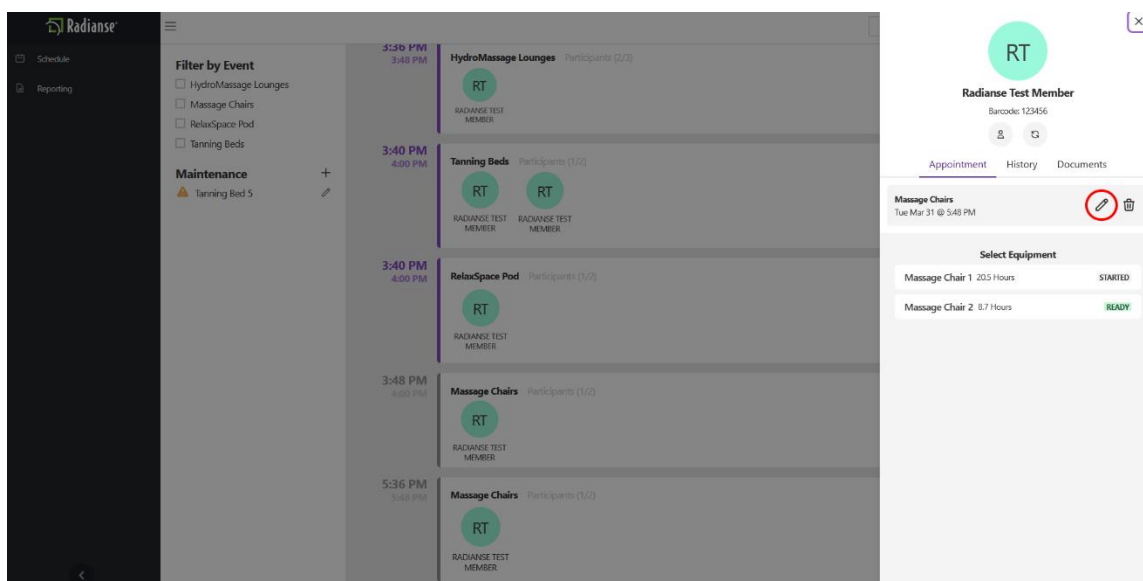 Radianse
Schedule
Reporting
Filter by Event
HydroMassage Lounges
Massage Chairs
RelaxSpace Pod
Tanning Beds
Maintenance +
Tanning Bed 5
3:36 PM
3:48 PM
HydroMassage Lounges Participants (2/3)
RT
RADIANSE TEST
MEMBER
3:40 PM
4:00 PM
Tanning Beds Participants (1/2)
RT RT
RADIANSE TEST RADIANSE TEST
MEMBER MEMBER
3:40 PM
4:00 PM
RelaxSpace Pod Participants (1/2)
RT
RADIANSE TEST
MEMBER
3:48 PM
4:00 PM
Massage Chairs Participants (1/2)
RT
RADIANSE TEST
MEMBER
5:36 PM
5:48 PM
Massage Chairs Participants (1/2)
RT
RADIANSE TEST
MEMBER
RT
Radianse Test Member
Barcode: 123456
Appointment History Documents
Massage Chairs
Tue Mar 31 @ 5:48 PM
Select Equipment
Massage Chair 1 20.5 Hours STARTED
Massage Chair 2 8.7 Hours READY